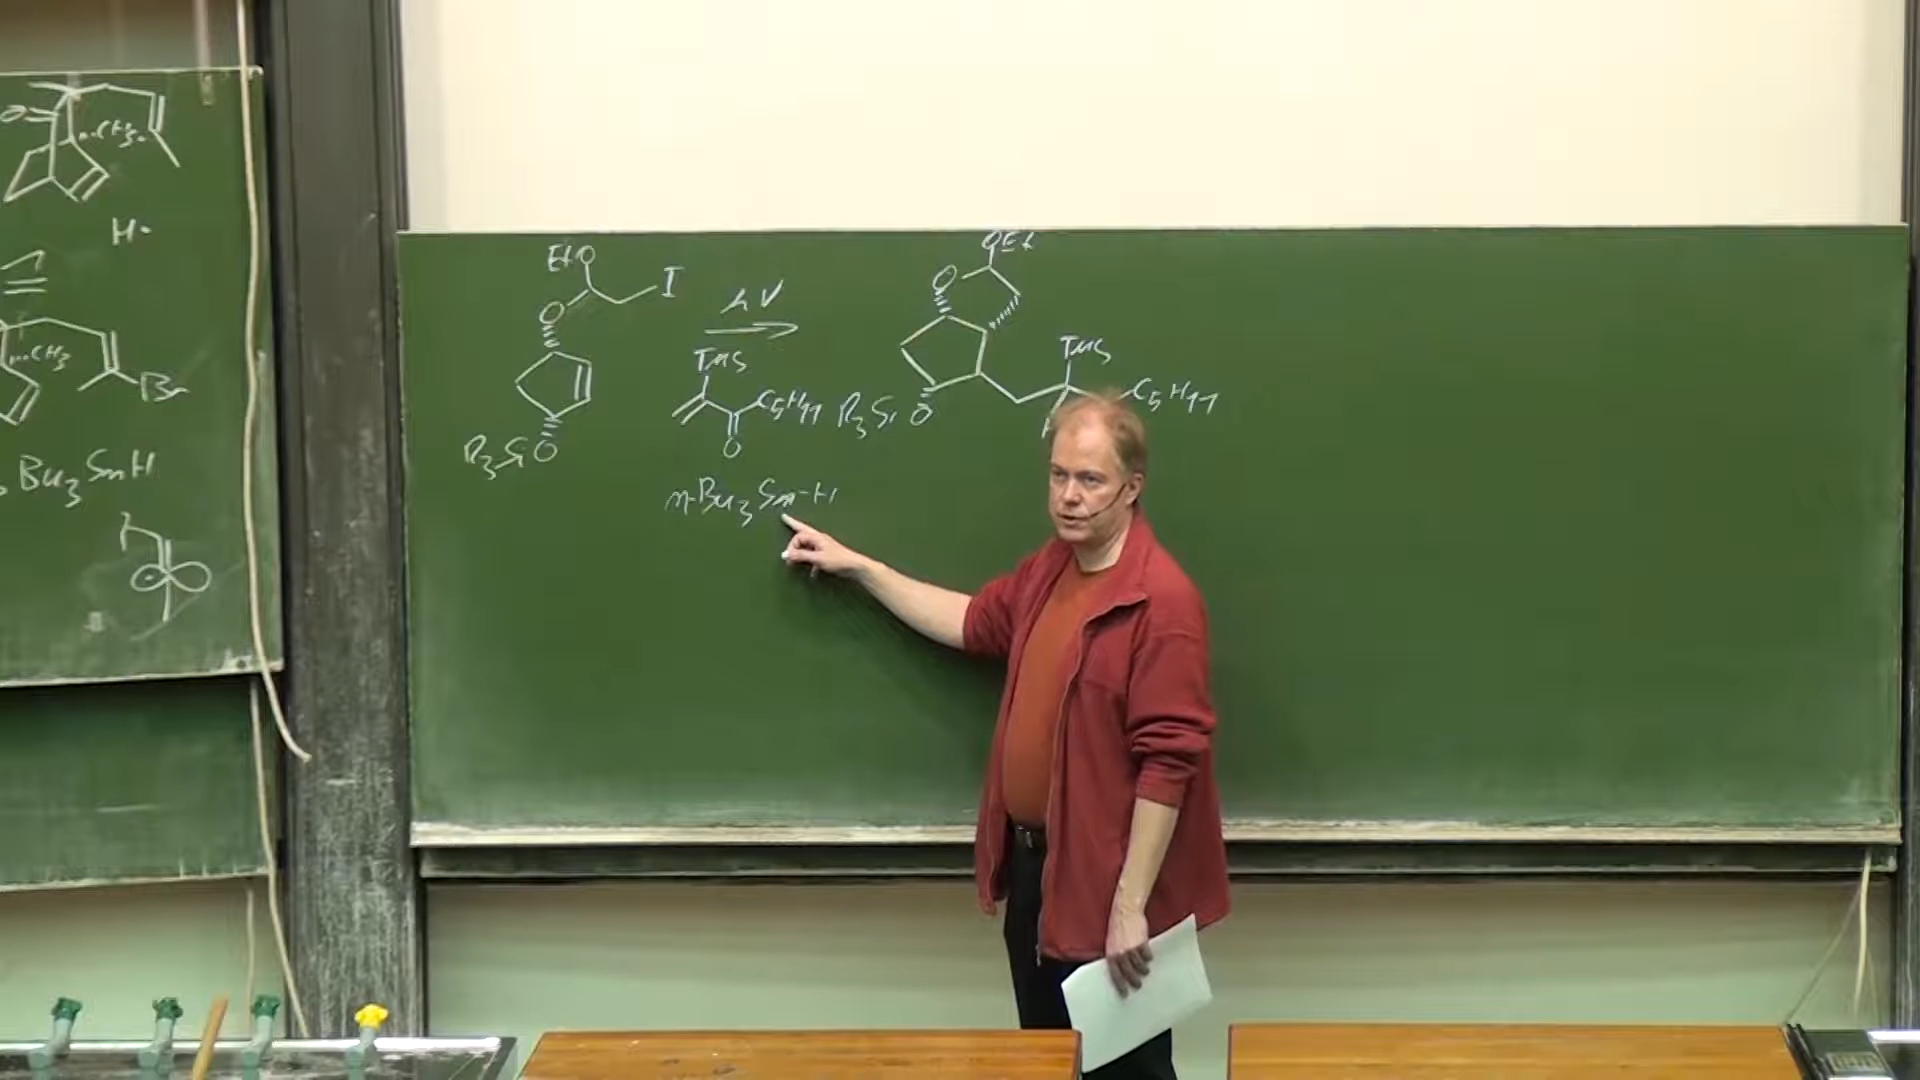 O
CH3
H•
CH3
Br
Bu3SnH
EtO
I
O
R3SiO
hν
TMS
C5H11
O
n-Bu3Sn-H
OEt
O
TMS
C5H11
R3SiO